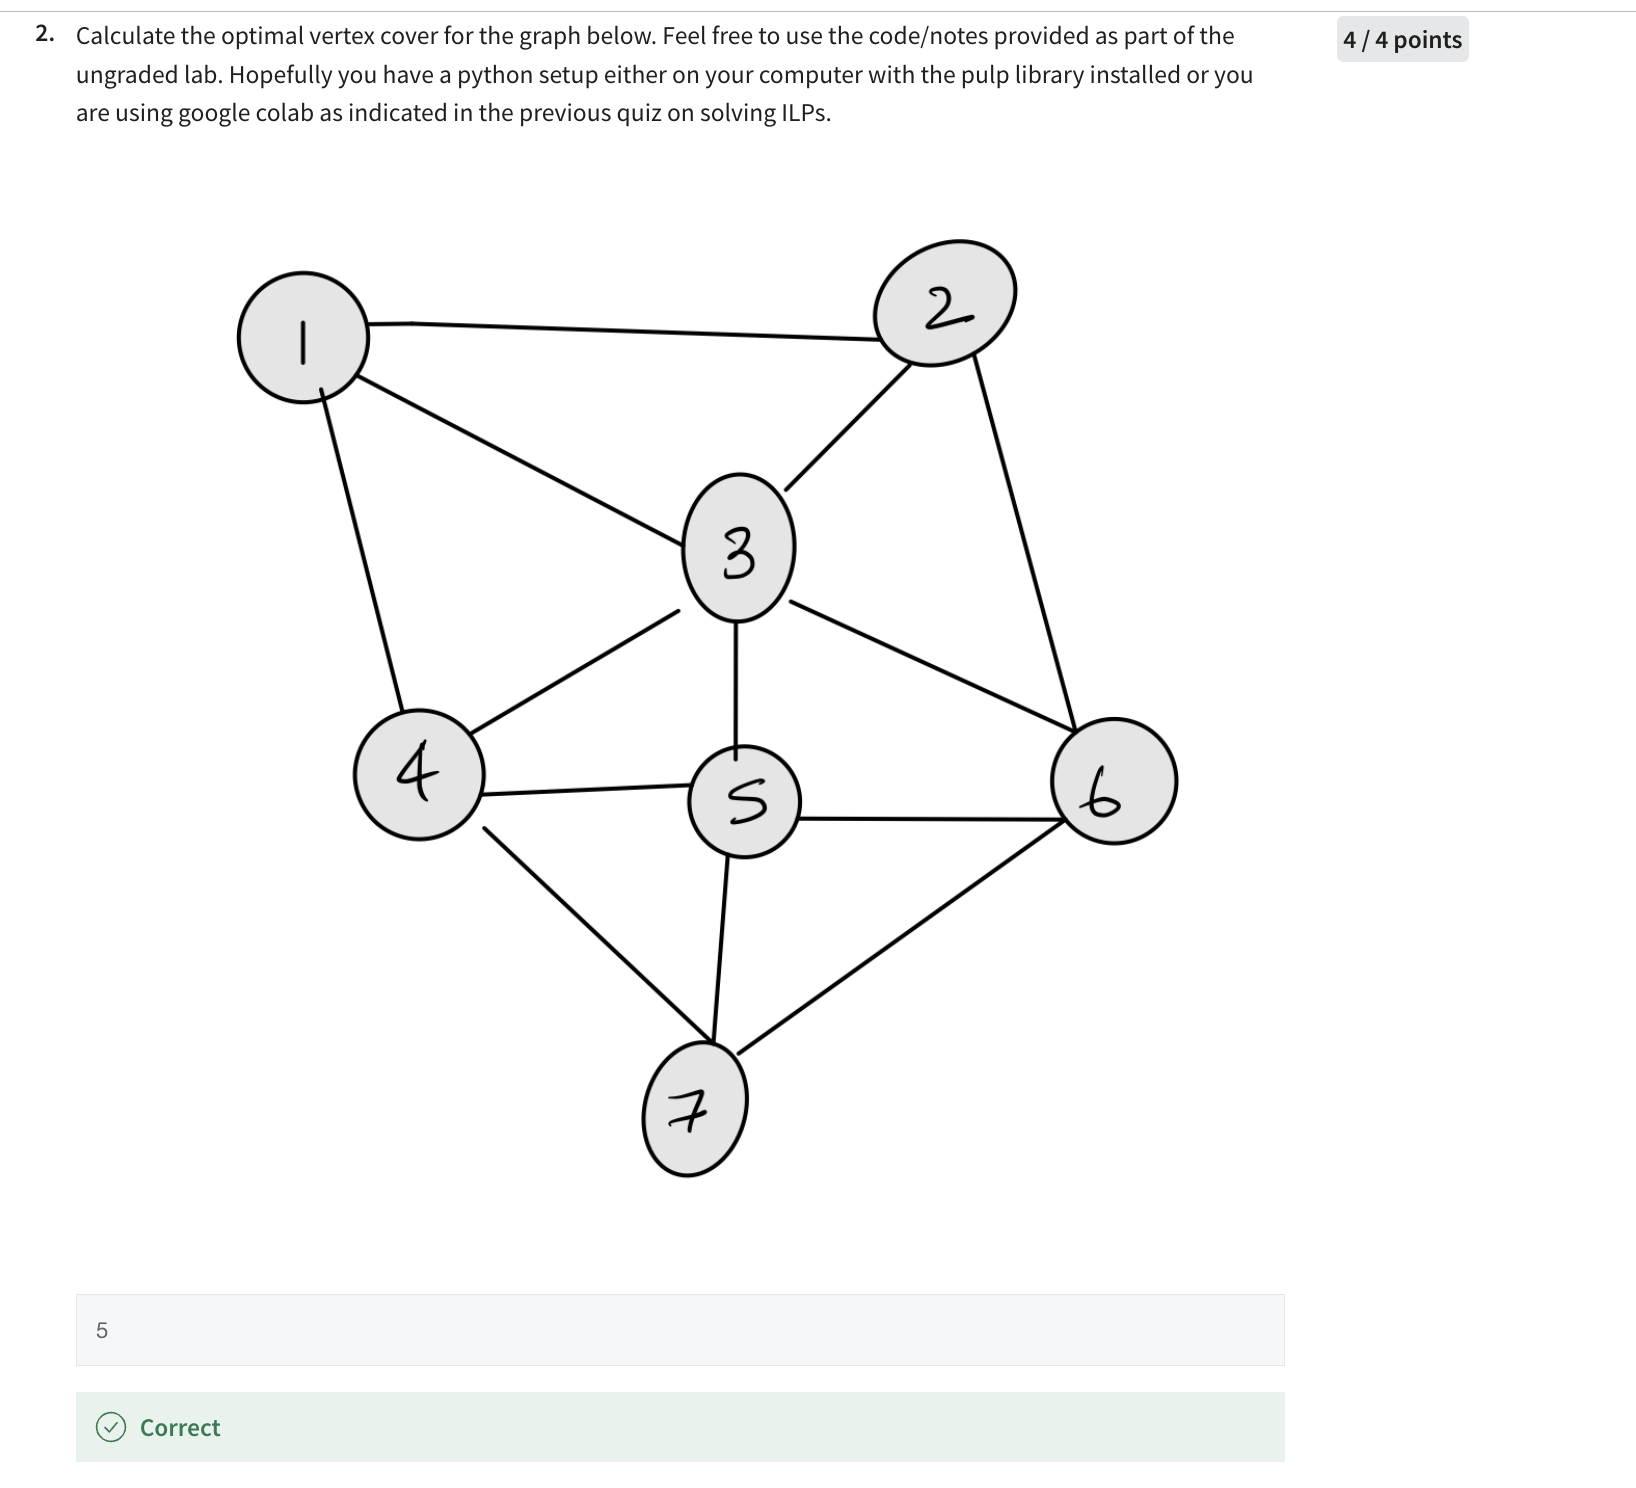 2. Calculate the optimal vertex cover for the graph below. Feel free to use the code/notes provided as part of the
ungraded lab. Hopefully you have a python setup either on your computer with the pulp library installed or you
are using google colab as indicated in the previous quiz on solving ILPs.
4 / 4 points
1
2
3
4
5
6
7
5
Correct